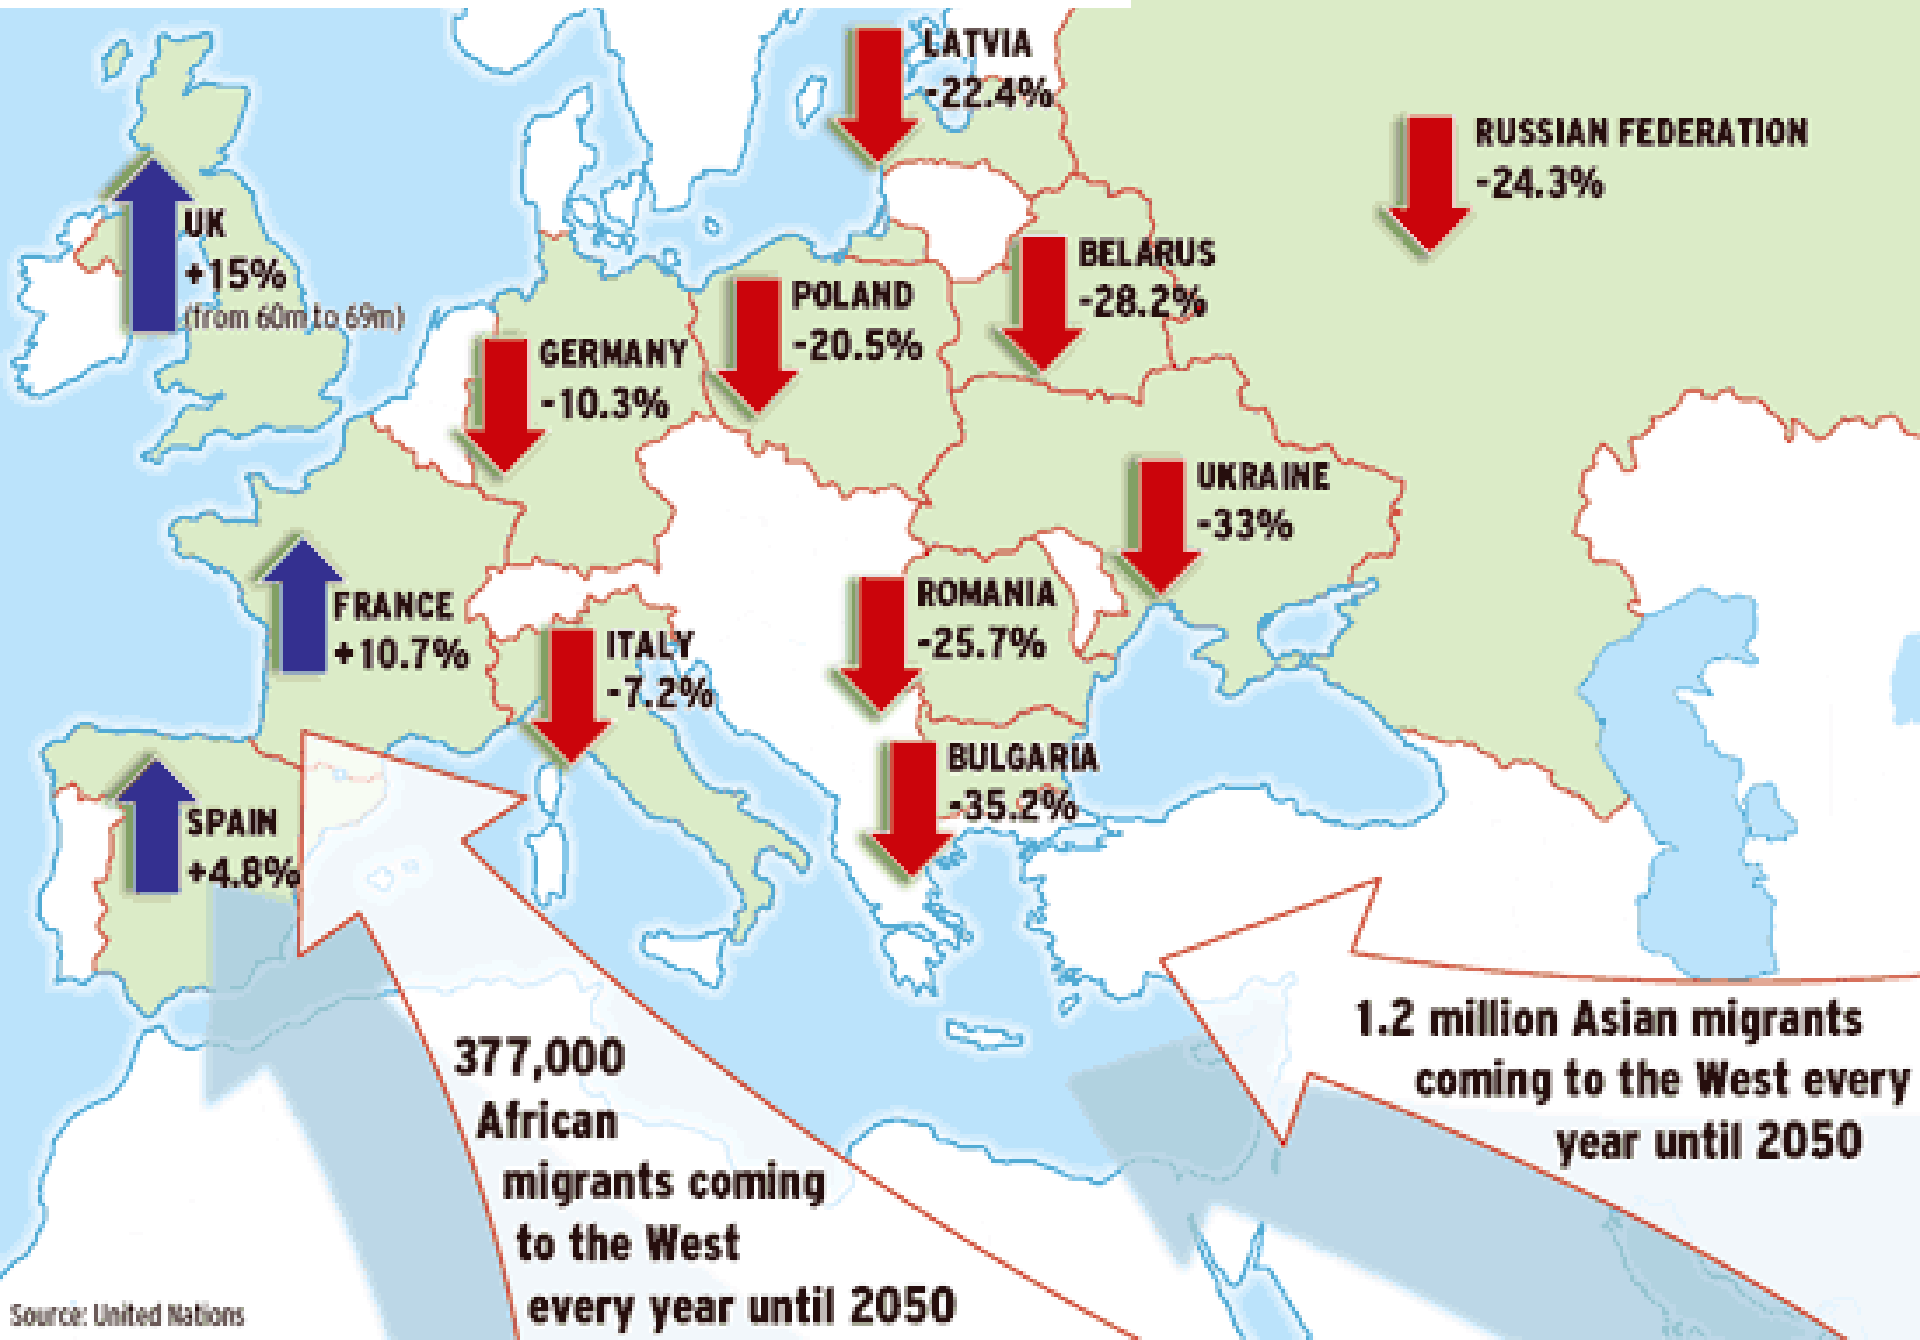 LATVIA
-22.4%
RUSSIAN FEDERATION
-24.3%
UK
+15%
(from 60m to 69m)
BELARUS
-28.2%
POLAND
-20.5%
GERMANY
-10.3%
UKRAINE
-33%
FRANCE
+10.7%
ROMANIA
-25.7%
ITALY
-7.2%
BULGARIA
-35.2%
SPAIN
+4.8%
377,000
African
migrants coming
to the West
every year until 2050
1.2 million Asian migrants
coming to the West every
year until 2050
Source: United Nations